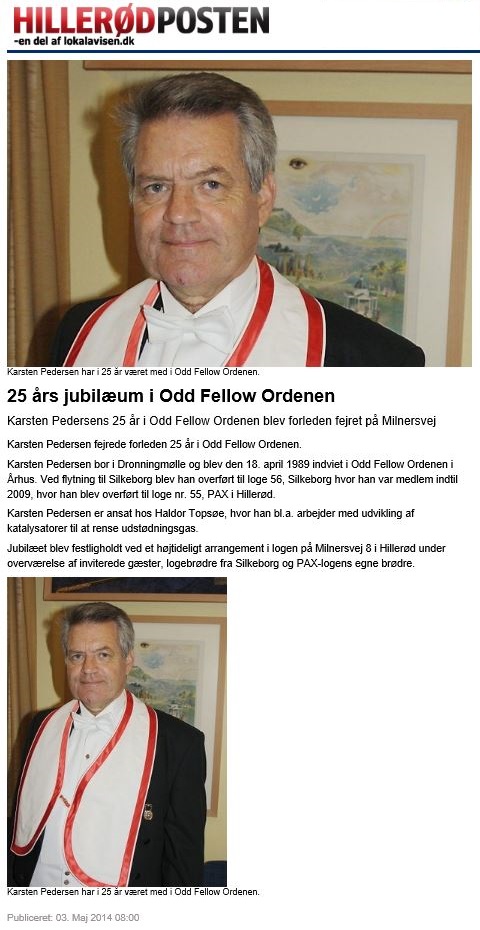 HILLERØDPOSTEN
-en del af lokalavisen.dk
Karsten Pedersen har i 25 år været med i Odd Fellow Ordenen.
25 års jubilæum i Odd Fellow Ordenen
Karsten Pedersens 25 år i Odd Fellow Ordenen blev forleden fejret på Milnersvej
Karsten Pedersen fejrede forleden 25 år i Odd Fellow Ordenen.
Karsten Pedersen bor i Dronningmølle og blev den 18. april 1989 indviet i Odd Fellow Ordenen i
Århus. Ved flytning til Silkeborg blev han overført til loge 56, Silkeborg hvor han var medlem indtil
2009, hvor han blev overført til loge nr. 55, PAX i Hillerød.
Karsten Pedersen er ansat hos Haldor Topsøe, hvor han bl.a. arbejder med udvikling af
katalysatorer til at rense udstødningsgas.
Jubilæet blev festligholdt ved et højtideligt arrangement i logen på Milnersvej 8 i Hillerød under
overværelse af inviterede gæster, logebrødre fra Silkeborg og PAX-logens egne brødre.
Karsten Pedersen har i 25 år været med i Odd Fellow Ordenen.
Publiceret: 03. Maj 2014 08:00